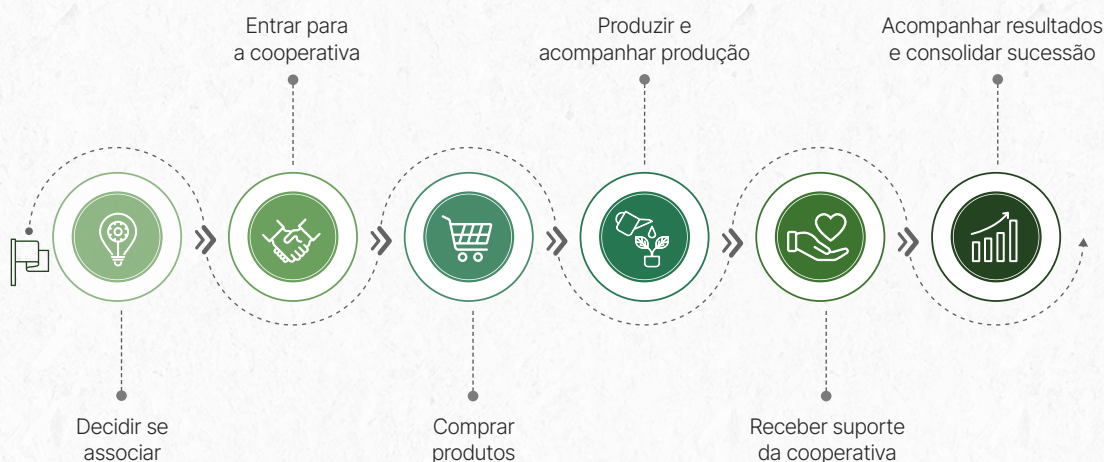 Entrar para
a cooperativa
Produzir e
acompanhar produção
Acompanhar resultados
e consolidar sucessão
Decidir se
associar
Comprar
produtos
Receber suporte
da cooperativa